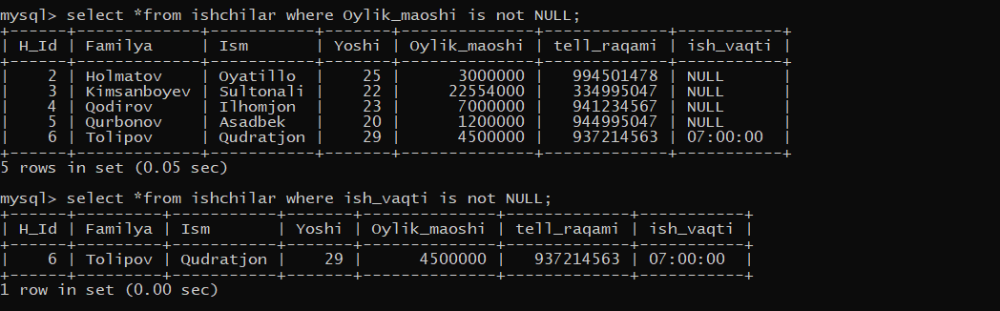 mysql> select *from ishchilar where Oylik_maoshi is not NULL;
+------+------------+-----------+-------+--------------+-------------+----------+
| H_Id | Familya    | Ism       | Yoshi | Oylik_maoshi | tell_raqami | ish_vaqti |
+------+------------+-----------+-------+--------------+-------------+----------+
|    2 | Holmatov   | Oyatillo  |    25 |      3000000 |   994501478 | NULL      |
|    3 | Kimsanboyev | Sultonali |    22 |     22554000 |   334995047 | NULL      |
|    4 | Qodirov    | Ilhomjon  |    23 |      7000000 |   941234567 | NULL      |
|    5 | Qurbonov   | Asadbek   |    20 |      1200000 |   944995047 | NULL      |
|    6 | Tolipov    | Qudratjon |    29 |      4500000 |   937214563 | 07:00:00  |
+------+------------+-----------+-------+--------------+-------------+----------+
5 rows in set (0.05 sec)
mysql> select *from ishchilar where ish_vaqti is not NULL;
+------+---------+-----------+-------+--------------+-------------+-----------+
| H_Id | Familya | Ism       | Yoshi | Oylik_maoshi | tell_raqami | ish_vaqti |
+------+---------+-----------+-------+--------------+-------------+-----------+
|    6 | Tolipov | Qudratjon |    29 |      4500000 |   937214563 | 07:00:00  |
+------+---------+-----------+-------+--------------+-------------+-----------+
1 row in set (0.00 sec)